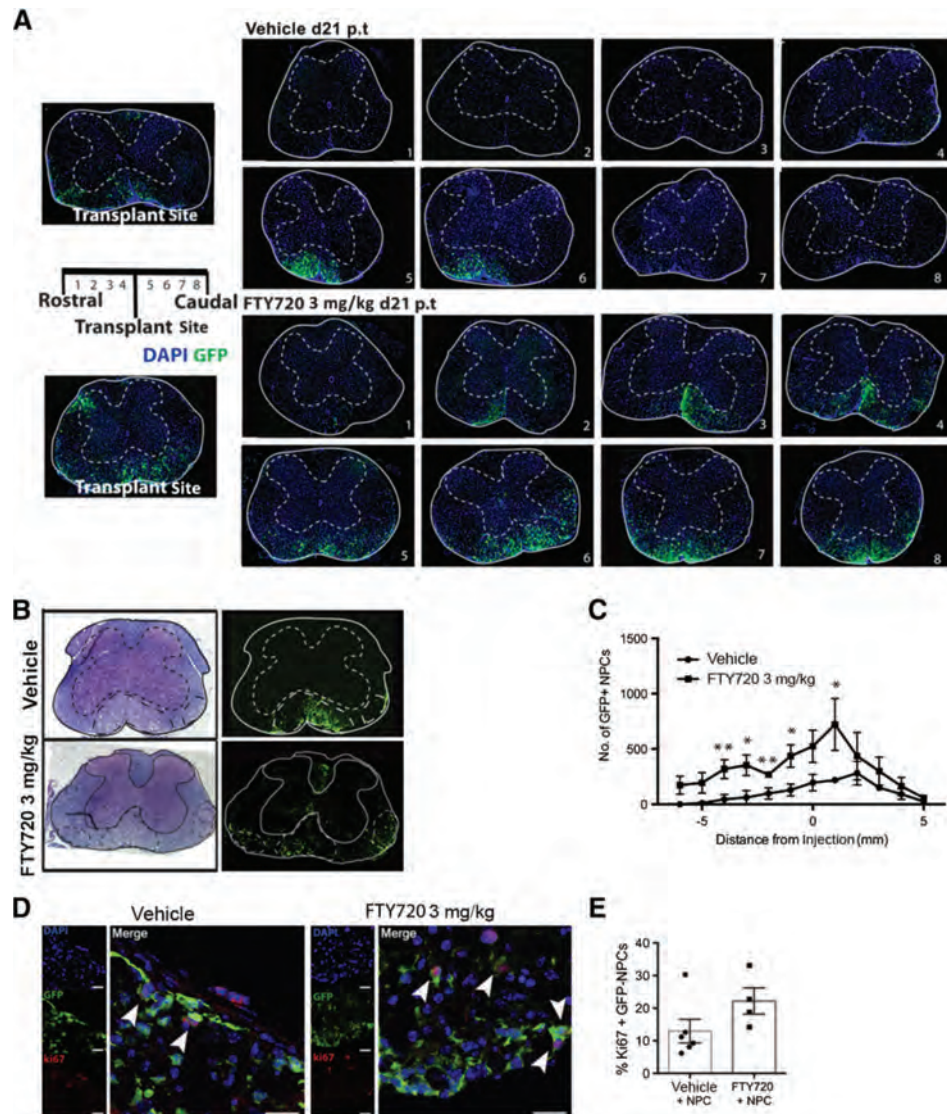 A
Vehicle d21 p.t
1
2
3
4
Transplant Site
5
6
7
8
1 2 3 4 5 6 7 8
Rostral Caudal
Transplant Site
DAPI GFP
FTY720 3 mg/kg d21 p.t
1
2
3
4
Transplant Site
5
6
7
8
B
Vehicle
FTY720 3 mg/kg
C
No. of GFP+ NPCs
1500
1000
500
0
Vehicle
FTY720 3 mg/kg
** * ** * *
-5 0 5
Distance from Injection (mm)
D
Vehicle
FTY720 3 mg/kg
DAPI
Merge
GFP
ki67
DAPI
Merge
GFP
ki67
E
% Ki67 + GFP-NPCs
40
30
20
10
0
Vehicle
+ NPC
FTY720
+ NPC